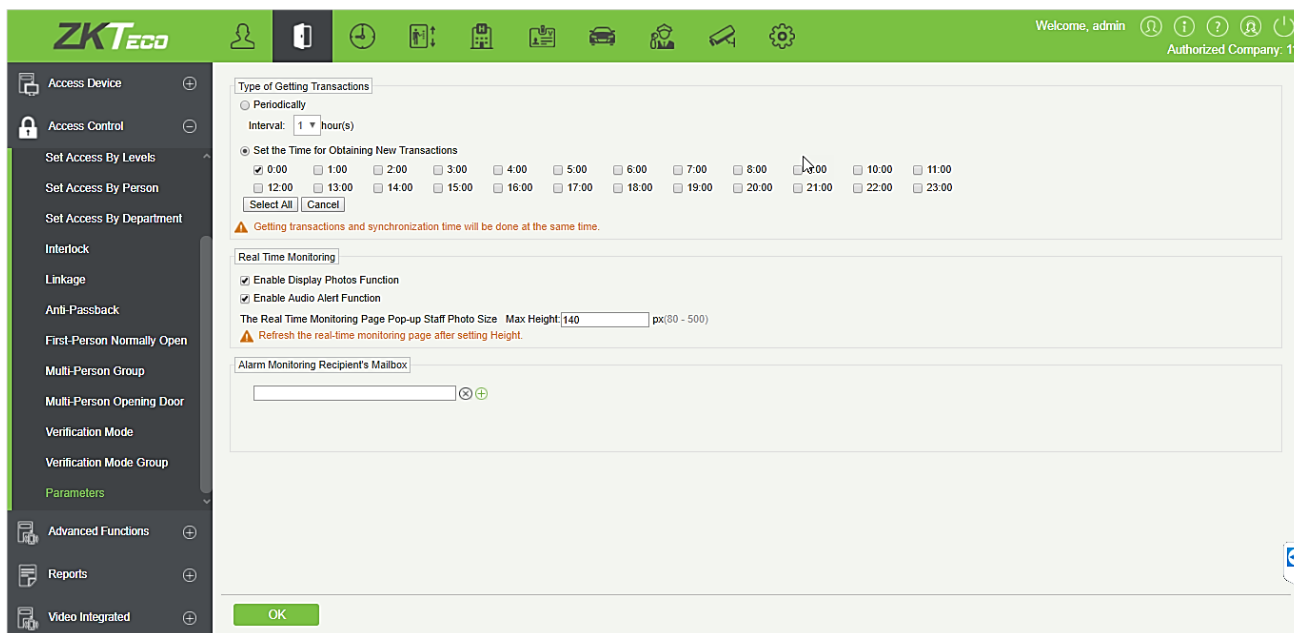 ZKTeco
Welcome, admin
Authorized Company: 1
Access Device
Access Control
Set Access By Levels
Set Access By Person
Set Access By Department
Interlock
Linkage
Anti-Passback
First-Person Normally Open
Multi-Person Group
Multi-Person Opening Door
Verification Mode
Verification Mode Group
Parameters
Advanced Functions
Reports
Video Integrated
Type of Getting Transactions
Periodically
Interval: 1 hour(s)
Set the Time for Obtaining New Transactions
0:00 1:00 2:00 3:00 4:00 5:00 6:00 7:00 8:00 10:00 11:00
12:00 13:00 14:00 15:00 16:00 17:00 18:00 19:00 20:00 21:00 22:00 23:00
Select All Cancel
Getting transactions and synchronization time will be done at the same time.
Real Time Monitoring
Enable Display Photos Function
Enable Audio Alert Function
The Real Time Monitoring Page Pop-up Staff Photo Size Max Height: 140 px(80 - 500)
Refresh the real-time monitoring page after setting Height.
Alarm Monitoring Recipient's Mailbox
OK